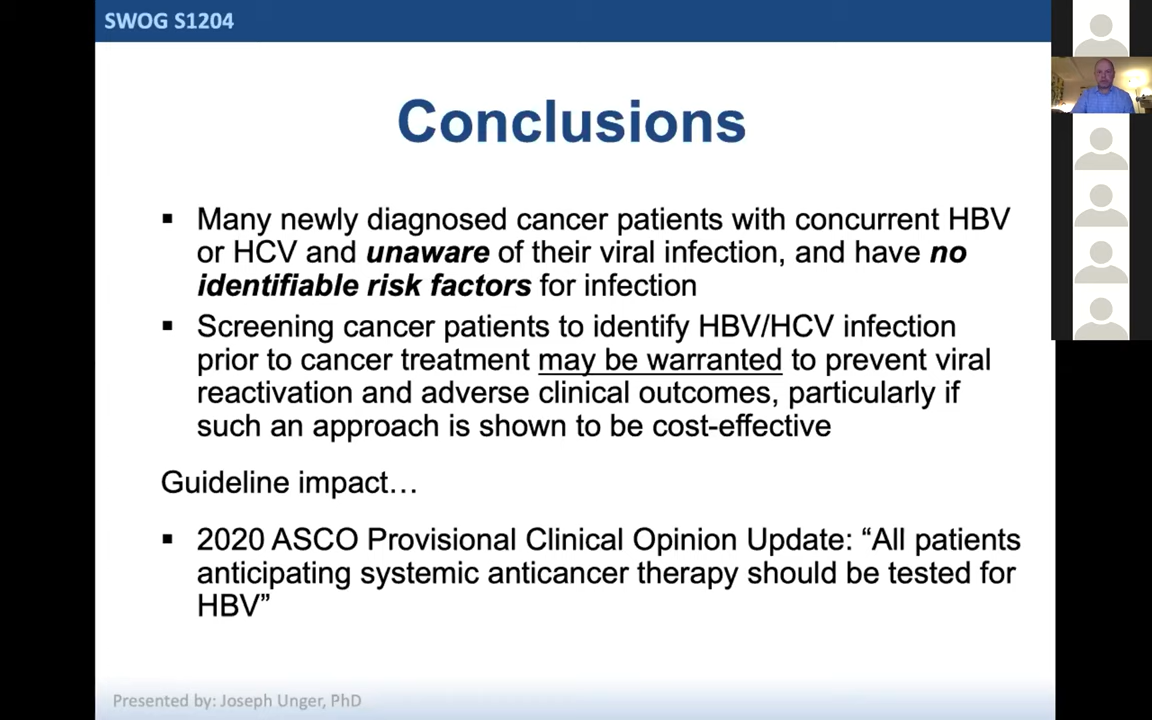 SWOG S1204
Conclusions
▪ Many newly diagnosed cancer patients with concurrent HBV
or HCV and unaware of their viral infection, and have no
identifiable risk factors for infection
▪ Screening cancer patients to identify HBV/HCV infection
prior to cancer treatment may be warranted to prevent viral
reactivation and adverse clinical outcomes, particularly if
such an approach is shown to be cost-effective
Guideline impact…
▪ 2020 ASCO Provisional Clinical Opinion Update: “All patients
anticipating systemic anticancer therapy should be tested for
HBV”
Presented by: Joseph Unger, PhD